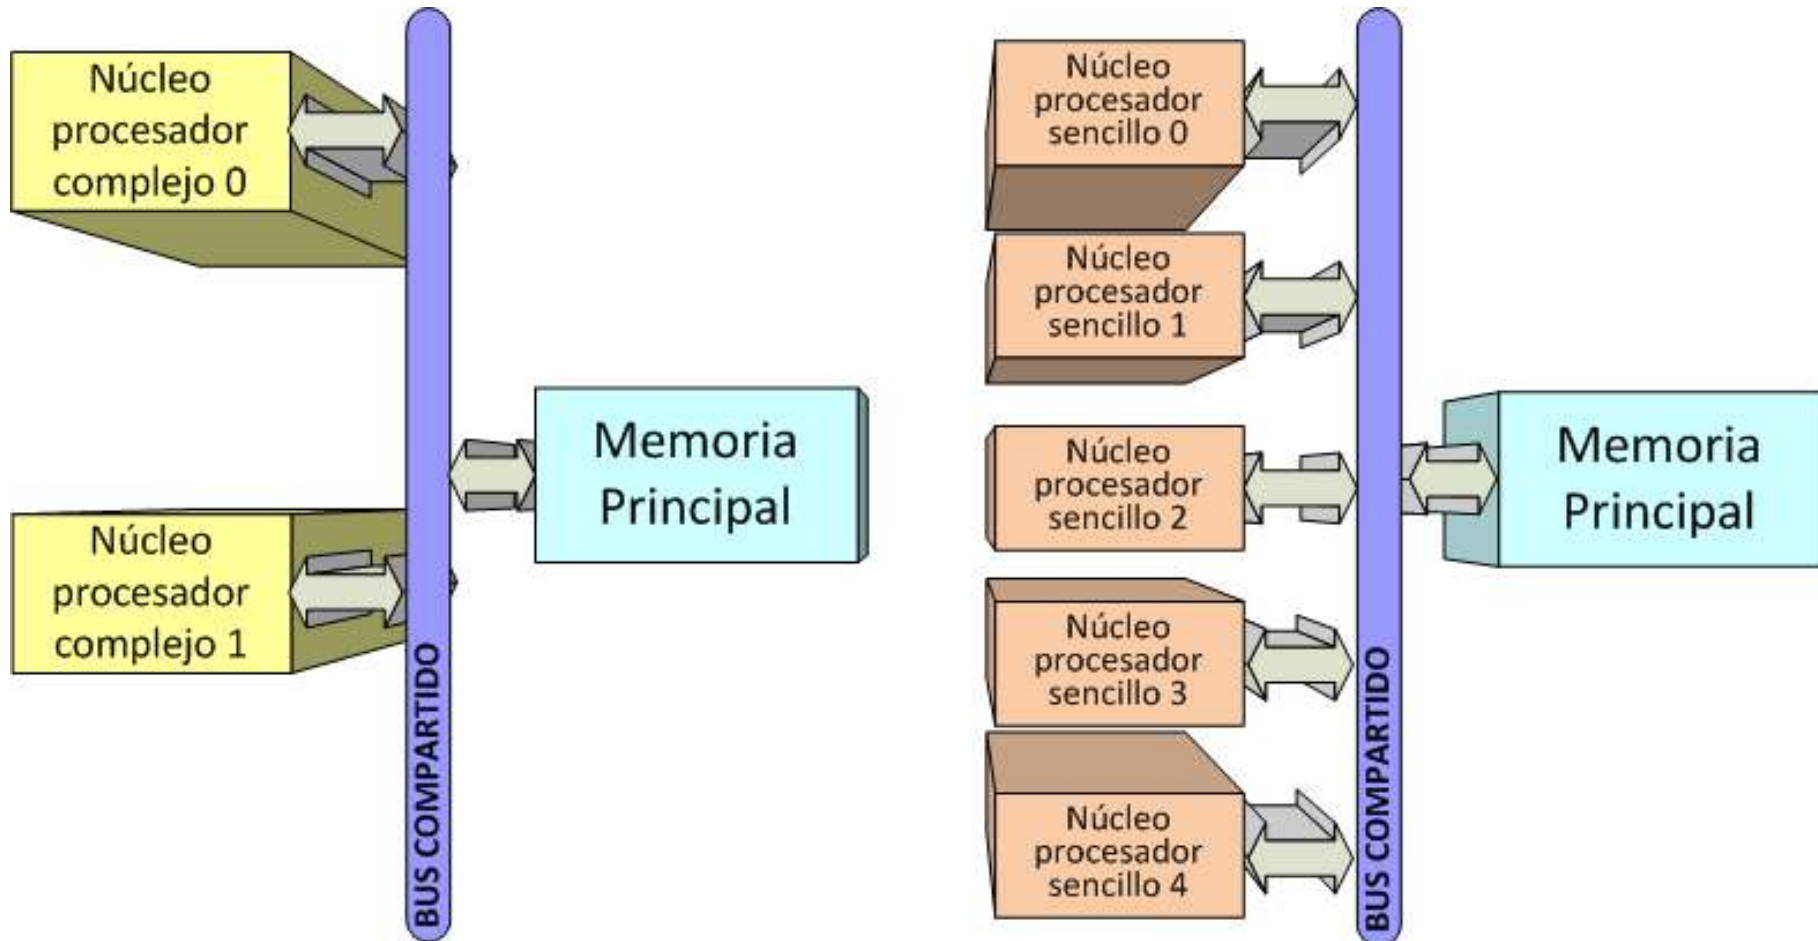 Núcleo
procesador
complejo 0
Núcleo
procesador
complejo 1
BUS COMPARTIDO
Memoria
Principal
Núcleo
procesador
sencillo 0
Núcleo
procesador
sencillo 1
Núcleo
procesador
sencillo 2
Núcleo
procesador
sencillo 3
Núcleo
procesador
sencillo 4
BUS COMPARTIDO
Memoria
Principal